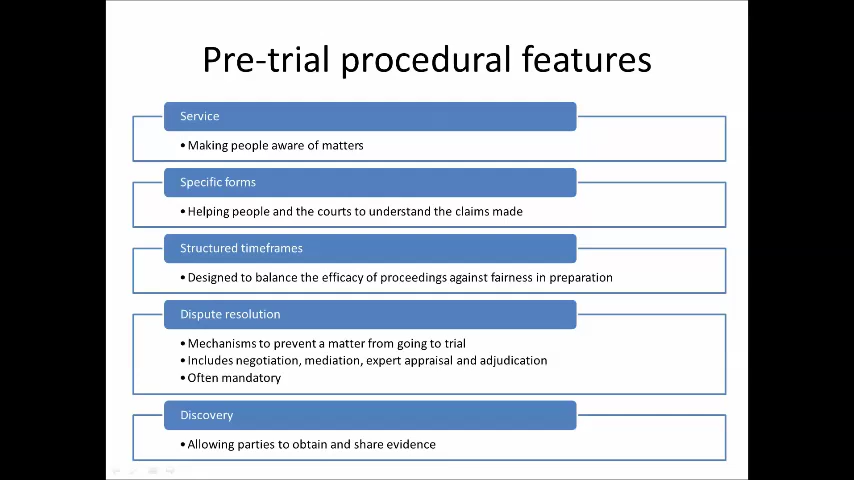 Pre-trial procedural features
Service
• Making people aware of matters
Specific forms
• Helping people and the courts to understand the claims made
Structured timeframes
• Designed to balance the efficacy of proceedings against fairness in preparation
Dispute resolution
• Mechanisms to prevent a matter from going to trial
• Includes negotiation, mediation, expert appraisal and adjudication
• Often mandatory
Discovery
• Allowing parties to obtain and share evidence